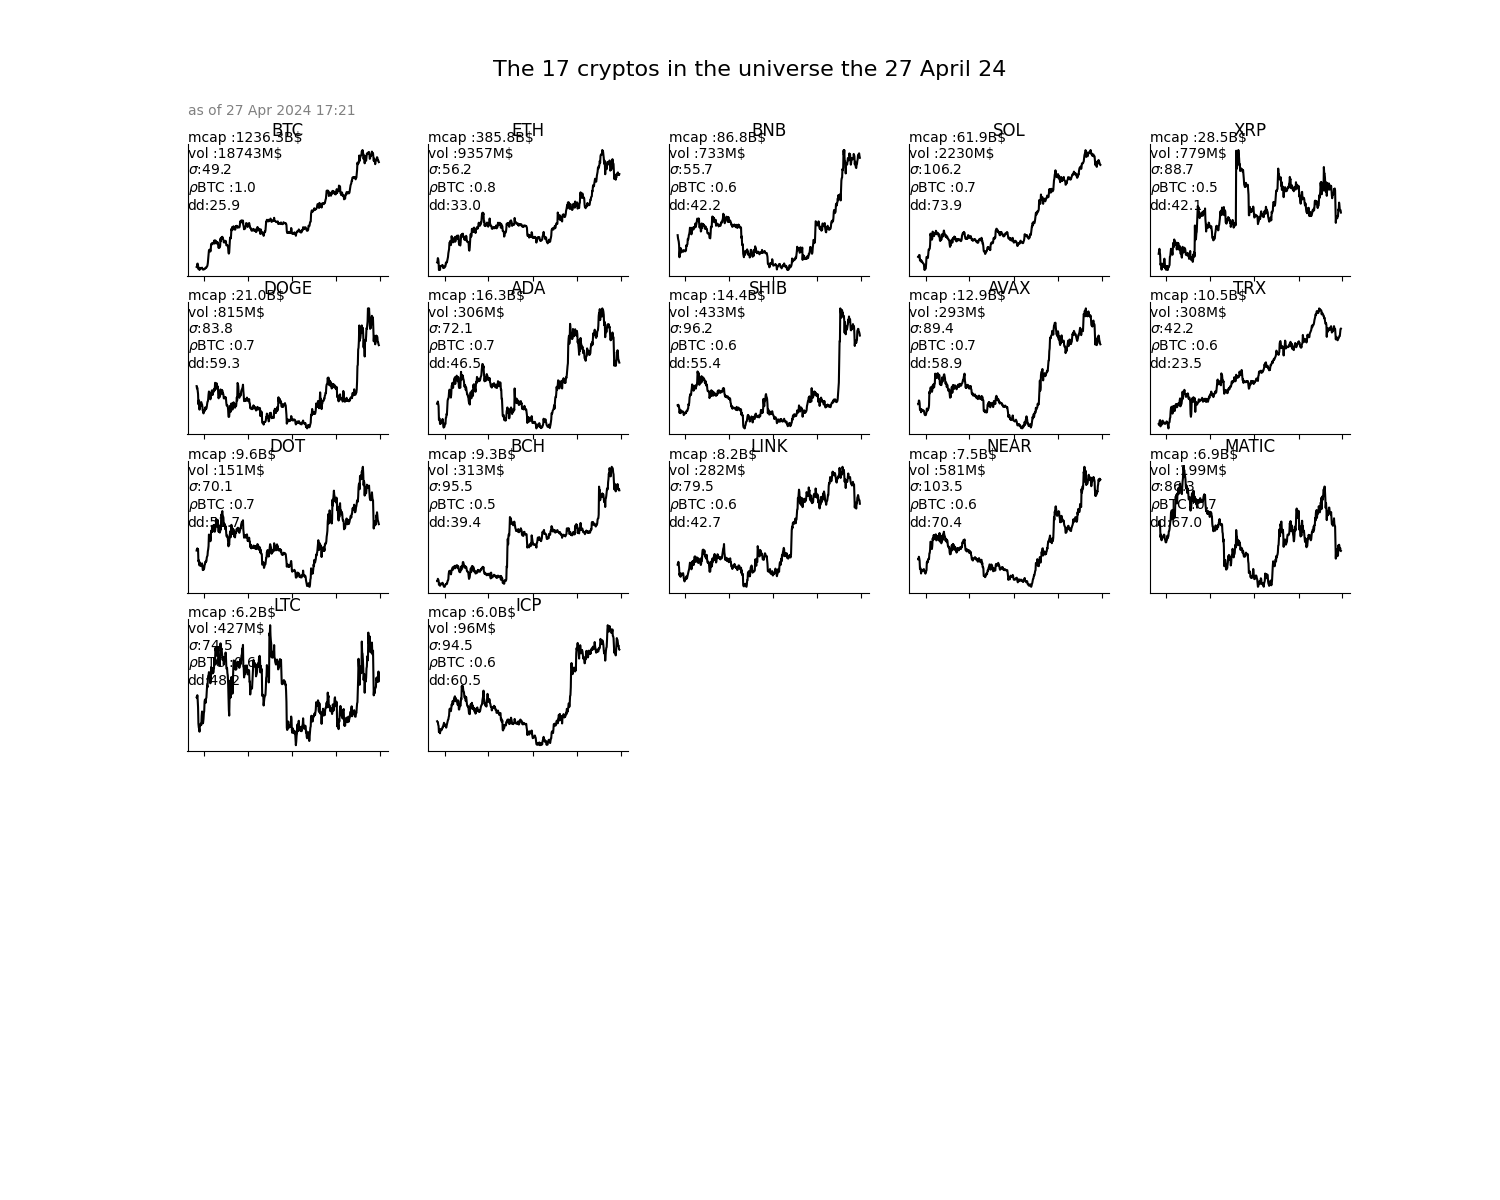 The 17 cryptos in the universe the 27 April 24
as of 27 Apr 2024 17:21
BTC
mcap :1236.3B$
vol :18743M$
σ:49.2
ρBTC :1.0
dd:25.9
ETH
mcap :385.8B$
vol :9357M$
σ:56.2
ρBTC :0.8
dd:33.0
BNB
mcap :86.8B$
vol :733M$
σ:55.7
ρBTC :0.6
dd:42.2
SOL
mcap :61.9B$
vol :2230M$
σ:106.2
ρBTC :0.7
dd:73.9
XRP
mcap :28.5B$
vol :779M$
σ:88.7
ρBTC :0.5
dd:42.1
DOGE
mcap :21.0B$
vol :815M$
σ:83.8
ρBTC :0.7
dd:59.3
ADA
mcap :16.3B$
vol :306M$
σ:72.1
ρBTC :0.7
dd:46.5
SHIB
mcap :14.4B$
vol :433M$
σ:96.2
ρBTC :0.6
dd:55.4
AVAX
mcap :12.9B$
vol :293M$
σ:89.4
ρBTC :0.7
dd:58.9
TRX
mcap :10.5B$
vol :308M$
σ:42.2
ρBTC :0.6
dd:23.5
DOT
mcap :9.6B$
vol :151M$
σ:70.1
ρBTC :0.7
BCH
mcap :9.3B$
vol :313M$
σ:95.5
ρBTC :0.5
dd:39.4
LINK
mcap :8.2B$
vol :282M$
σ:79.5
ρBTC :0.6
dd:42.7
NEAR
mcap :7.5B$
vol :581M$
σ:103.5
ρBTC :0.6
dd:70.4
MATIC
mcap :6.9B$
vol :199M$
ρBTC :0.7
dd:67.0
LTC
mcap :6.2B$
vol :427M$
σ:74.5
ρBTC :0.6
dd:48.2
ICP
mcap :6.0B$
vol :96M$
σ:94.5
ρBTC :0.6
dd:60.5